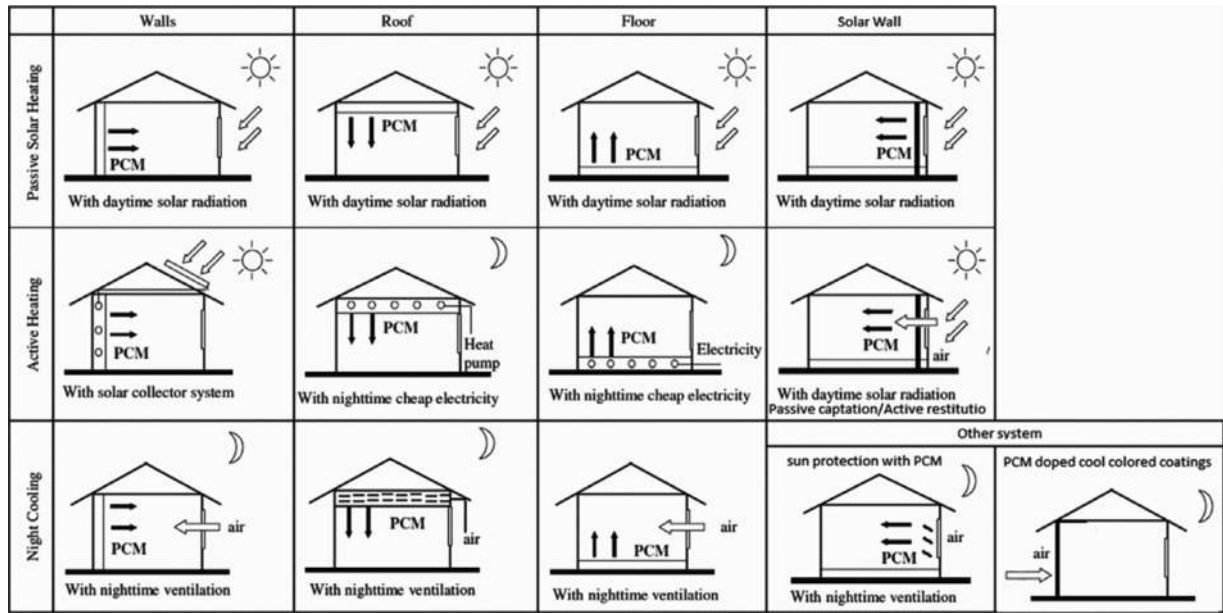 Walls
Roof
Floor
Solar Wall
Passive Solar Heating
PCM
With daytime solar radiation
PCM
With daytime solar radiation
PCM
With daytime solar radiation
PCM
With daytime solar radiation
Active Heating
PCM
With solar collector system
PCM
Heat
pump
With nighttime cheap electricity
PCM
Electricity
With nighttime cheap electricity
PCM
air
With daytime solar radiation
Passive captation/Active restitutio
Night Cooling
air
PCM
With nighttime ventilation
PCM
air
With nighttime ventilation
air
PCM
With nighttime ventilation
Other system
sun protection with PCM
PCM
air
With nighttime ventilation
PCM doped cool colored coatings
air